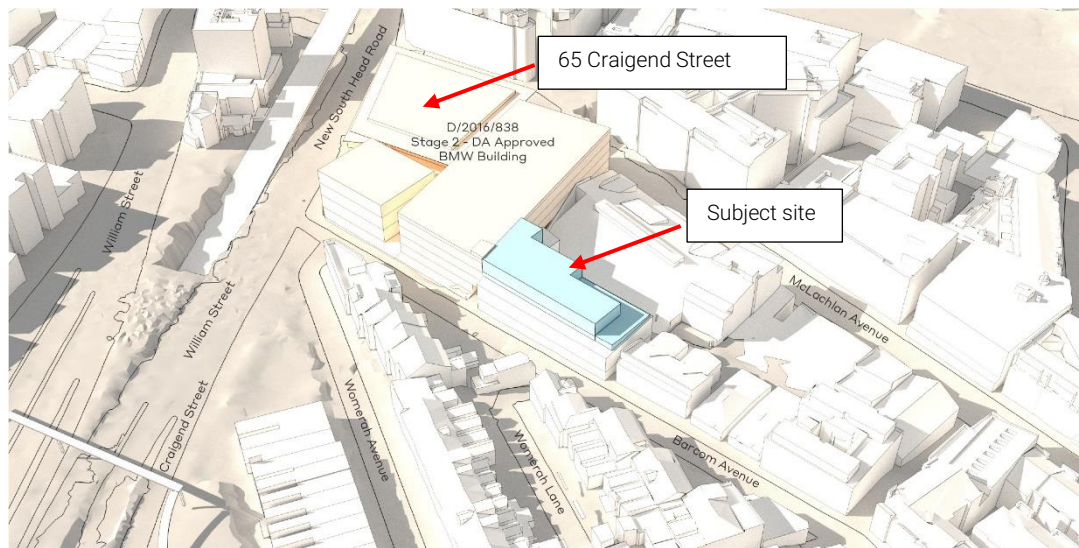 65 Craigend Street
New South Head Road
D/2016/838
Stage 2 - DA Approved
BMW Building
Subject site
William Street
William Street
McLachlan Avenue
Craigend Street
Womerah Avenue
Womerah Lane
Barcom Avenue